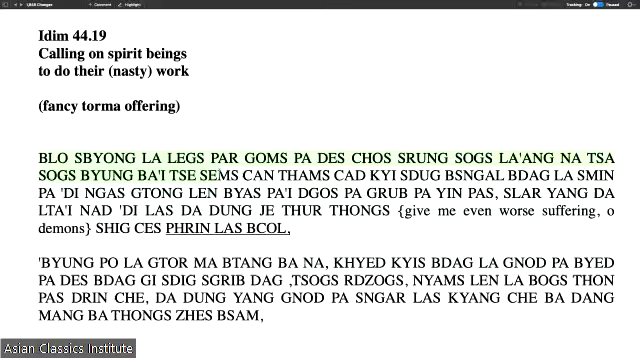 Idim 44.19
Calling on spirit beings
to do their (nasty) work
(fancy torma offering)
BLO SBYONG LA LEGS PAR GOMS PA DES CHOS SRUNG SOGS LA'ANG NA TSA
SOGS BYUNG BA'I TSE SEMS CAN THAMS CAD KYI SDUG BSNGAL BDAG LA SMIN
PA 'DI NGAS GTONG LEN BYAS PA'I DGOS PA GRUB PA YIN PAS, SLAR YANG DA
LTA'I NAD 'DI LAS DA DUNG JE THUR THONGS {give me even worse suffering, o
demons} SHIG CES PHRIN LAS BCOL,
'BYUNG PO LA GTOR MA BTANG BA NA, KHYED KYIS BDAG LA GNOD PA BYED
PA DES BDAG GI SDIG SGRIB DAG ,TSOGS RDZOGS, NYAMS LEN LA BOGS THON
PAS DRIN CHE, DA DUNG YANG GNOD PA SNGAR LAS KYANG CHE BA DANG
MANG BA THONGS ZHES BSAM,
Asian Classics Institute